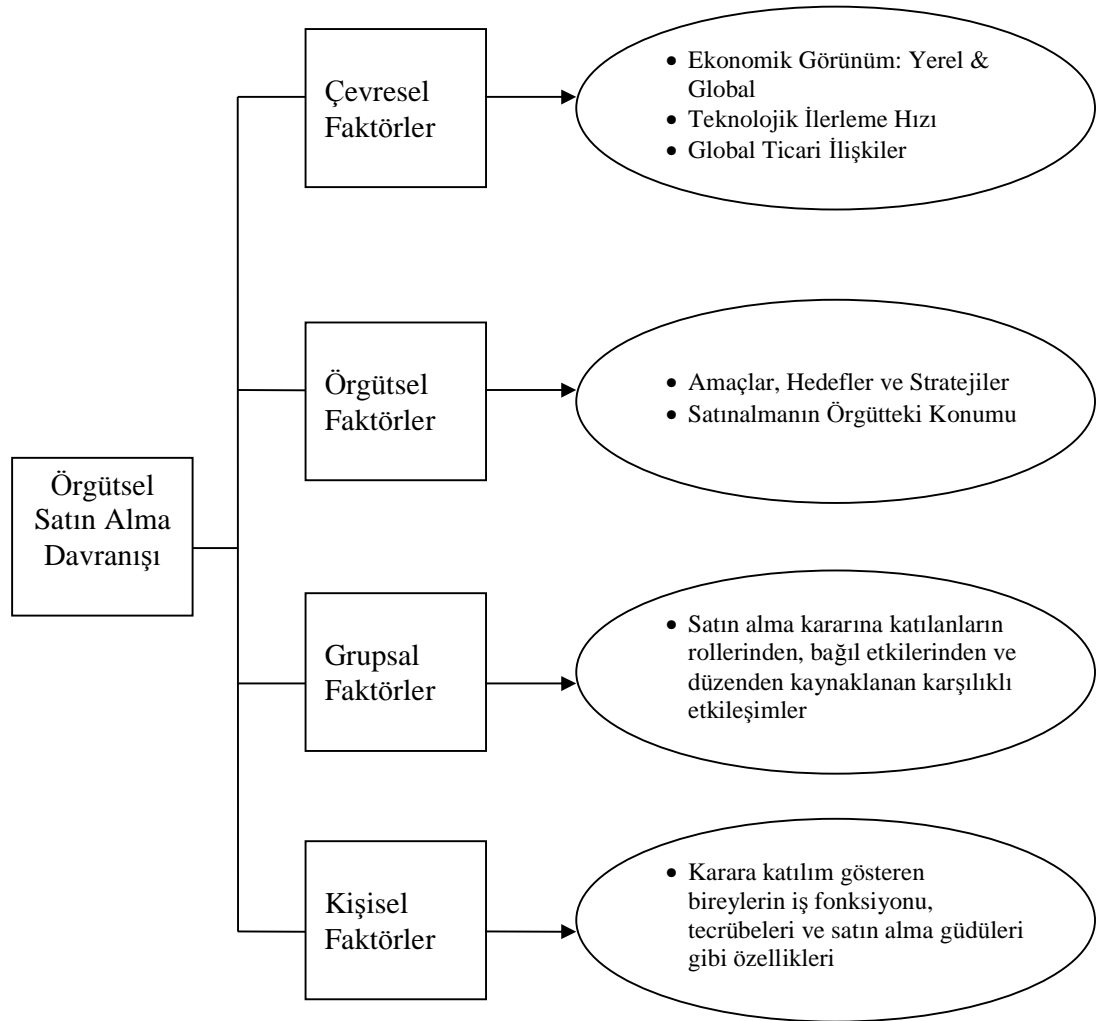 Çevresel
Faktörler
• Ekonomik Görünüm: Yerel &
Global
• Teknolojik İlerleme Hızı
• Global Ticari İlişkiler
Örgütsel
Faktörler
• Amaçlar, Hedefler ve Stratejiler
• Satınalmanın Örgütteki Konumu
Örgütsel
Satın Alma
Davranışı
Grupsal
Faktörler
• Satın alma kararına katılanların
rollerinden, bağıl etkilerinden ve
düzenden kaynaklanan karşılıklı
etkileşimler
Kişisel
Faktörler
• Karara katılım gösteren
bireylerin iş fonksiyonu,
tecrübeleri ve satın alma güdüleri
gibi özellikleri